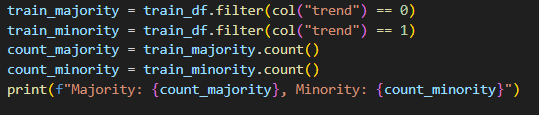 train_majority = train_df.filter(col("trend") == 0)
train_minority = train_df.filter(col("trend") == 1)
count_majority = train_majority.count()
count_minority = train_minority.count()
print(f"Majority: {count_majority}, Minority: {count_minority}")